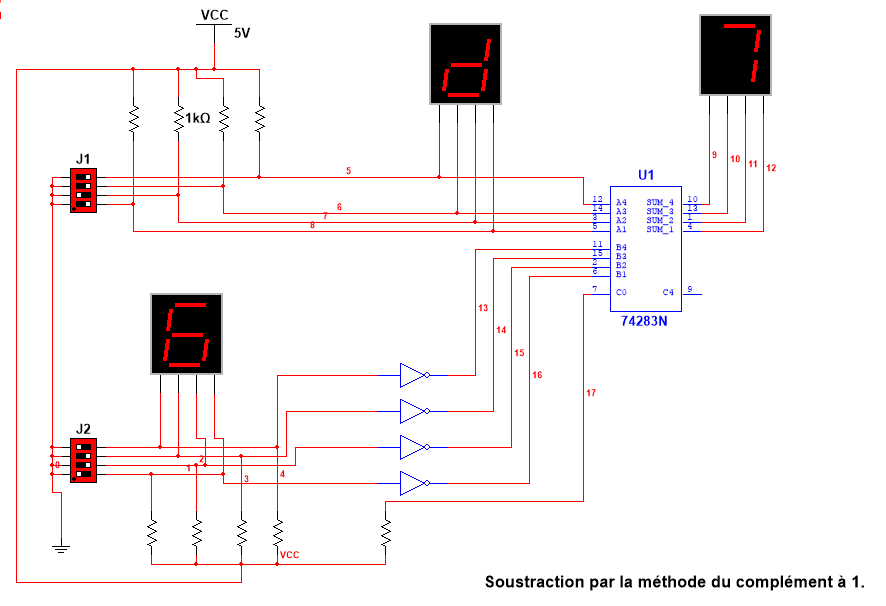 VCC
5V
1kΩ
J1
5
6
7
8
d
7
9
10
11
12
U1
12 A4 SUM_4 10
14 A3 SUM_3 13
3 A2 SUM_2 1
5 A1 SUM_1 4
11 B4
15 B3
2 B2
6 B1
7 C0 C4 9
74283N
6
13
14
15
16
17
J2
0
1
2
3
4
VCC
Soustraction par la méthode du complément à 1.